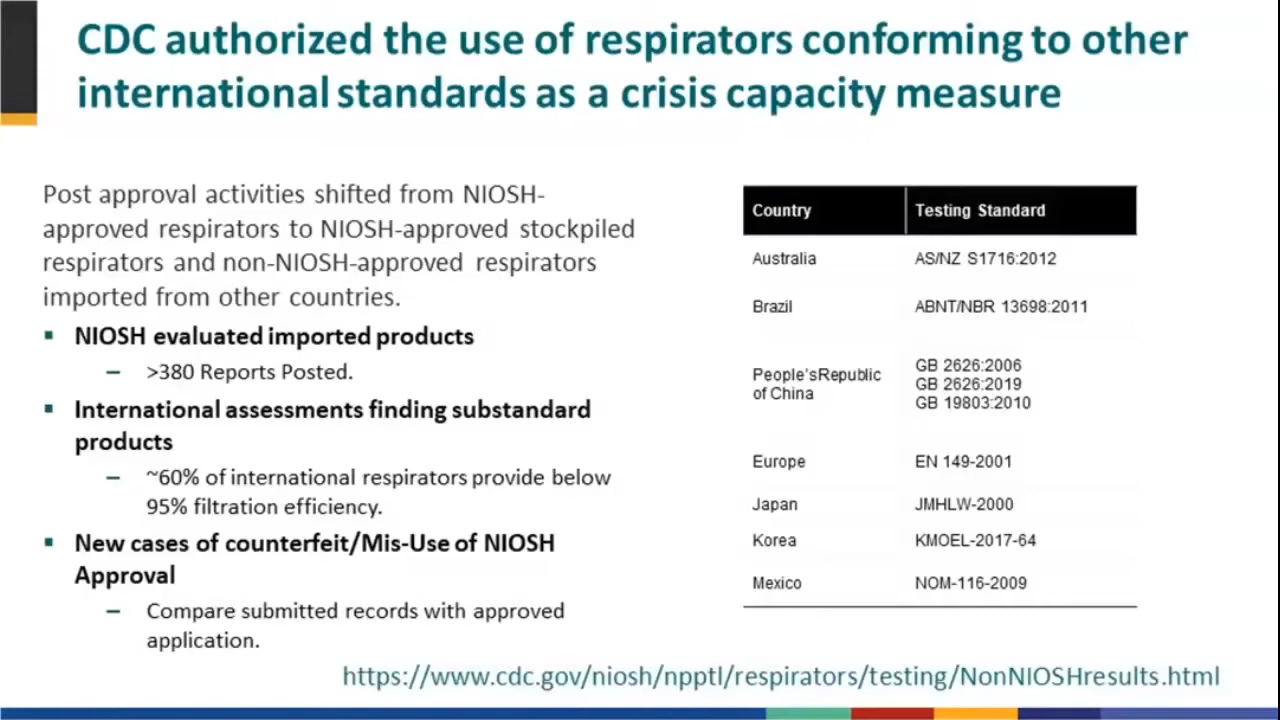 CDC authorized the use of respirators conforming to other
international standards as a crisis capacity measure
Post approval activities shifted from NIOSH-
approved respirators to NIOSH-approved stockpiled
respirators and non-NIOSH-approved respirators
imported from other countries.
▪ NIOSH evaluated imported products
– >380 Reports Posted.
▪ International assessments finding substandard
products
– ~60% of international respirators provide below
95% filtration efficiency.
▪ New cases of counterfeit/Mis-Use of NIOSH
Approval
– Compare submitted records with approved
application.
Country Testing Standard
Australia AS/NZ S1716:2012
Brazil ABNT/NBR 13698:2011
People'sRepublic
of China
GB 2626:2006
GB 2626:2019
GB 19803:2010
Europe EN 149-2001
Japan JMHLW-2000
Korea KMOEL-2017-64
Mexico NOM-116-2009
https://www.cdc.gov/niosh/npptl/respirators/testing/NonNIOSHresults.html